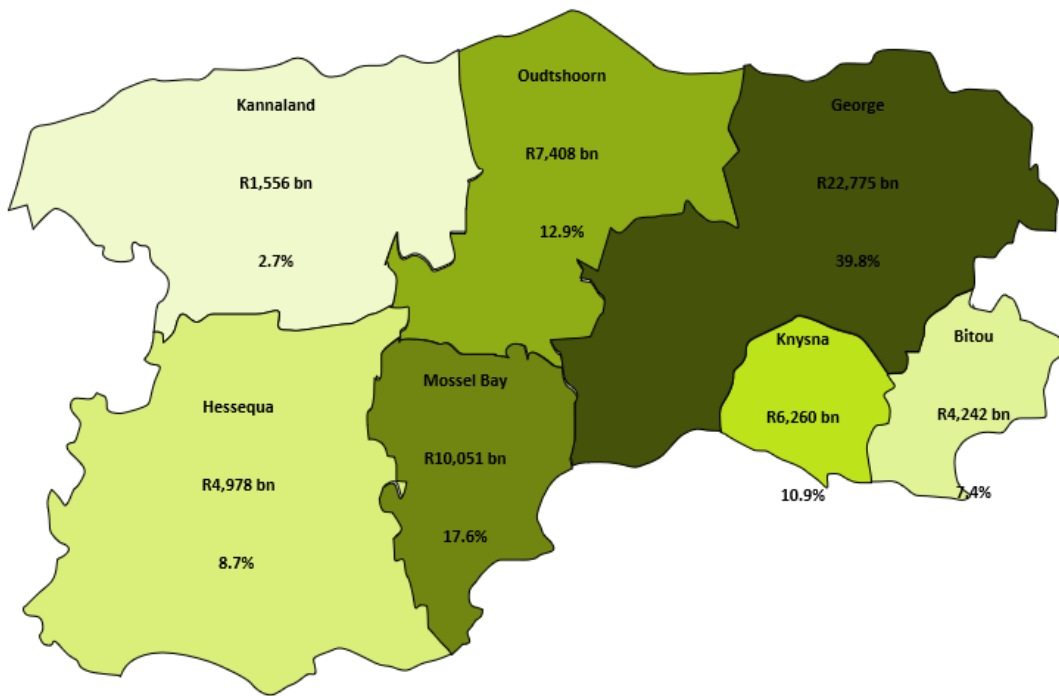 Kannaland
R1,556 bn
2.7%
Oudtshoorn
R7,408 bn
12.9%
George
R22,775 bn
39.8%
Hessequa
R4,978 bn
8.7%
Mossel Bay
R10,051 bn
17.6%
Knysna
R6,260 bn
10.9%
Bitou
R4,242 bn
7.4%